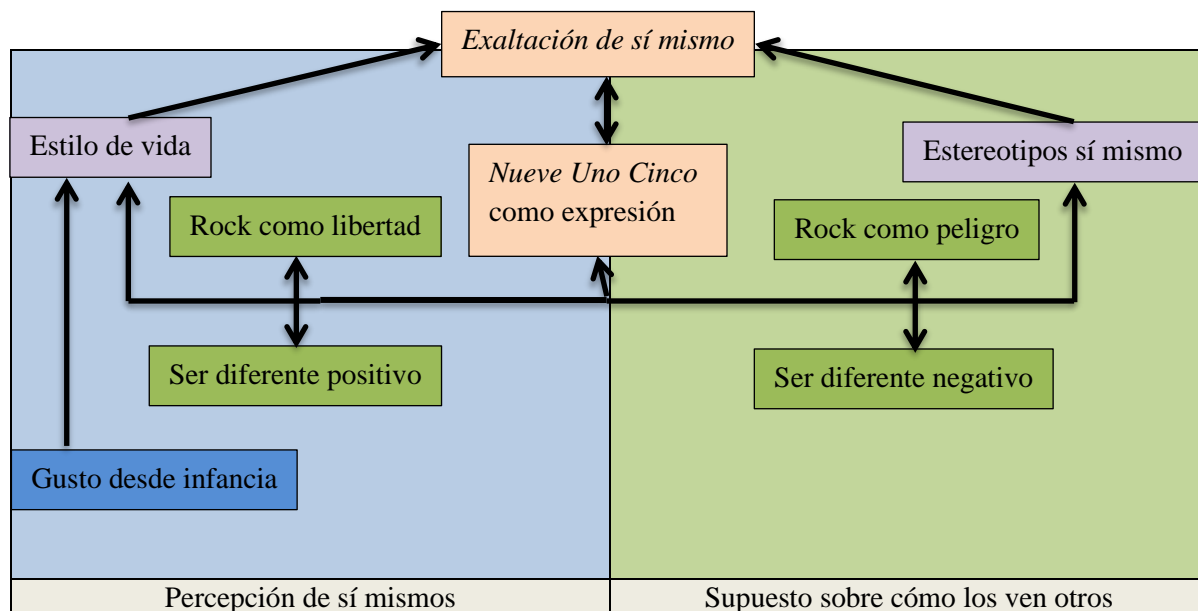 Exaltación de sí mismo
Estilo de vida
Nueve Uno Cinco
como expresión
Estereotipos sí mismo
Rock como libertad
Rock como peligro
Ser diferente positivo
Ser diferente negativo
Gusto desde infancia
Percepción de sí mismos
Supuesto sobre cómo los ven otros